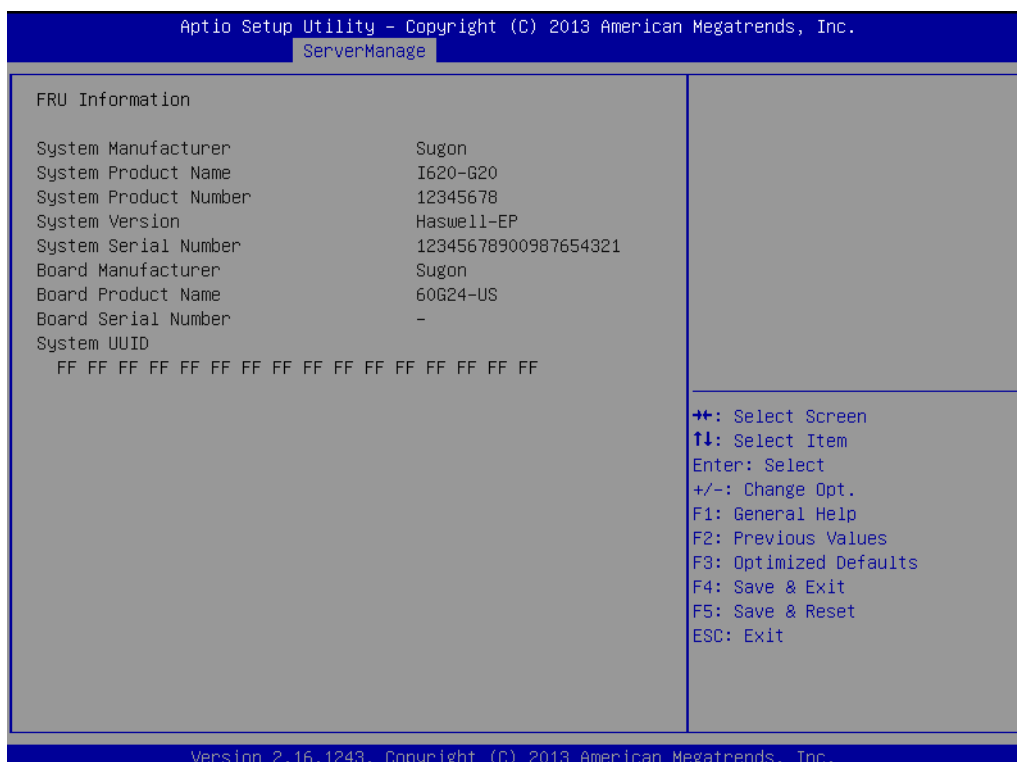 Aptio Setup Utility – Copyright (C) 2013 American Megatrends, Inc.
ServerManage
FRU Information
System Manufacturer Sugon
System Product Name I620-G20
System Product Number 12345678
System Version Haswell-EP
System Serial Number 12345678900987654321
Board Manufacturer Sugon
Board Product Name 60G24-US
Board Serial Number -
System UUID
FF FF FF FF FF FF FF FF FF FF FF FF FF FF FF FF
→←: Select Screen
↑↓: Select Item
Enter: Select
+/-: Change Opt.
F1: General Help
F2: Previous Values
F3: Optimized Defaults
F4: Save & Exit
F5: Save & Reset
ESC: Exit
Version 2.16.1243. Copyright (C) 2013 American Megatrends, Inc.